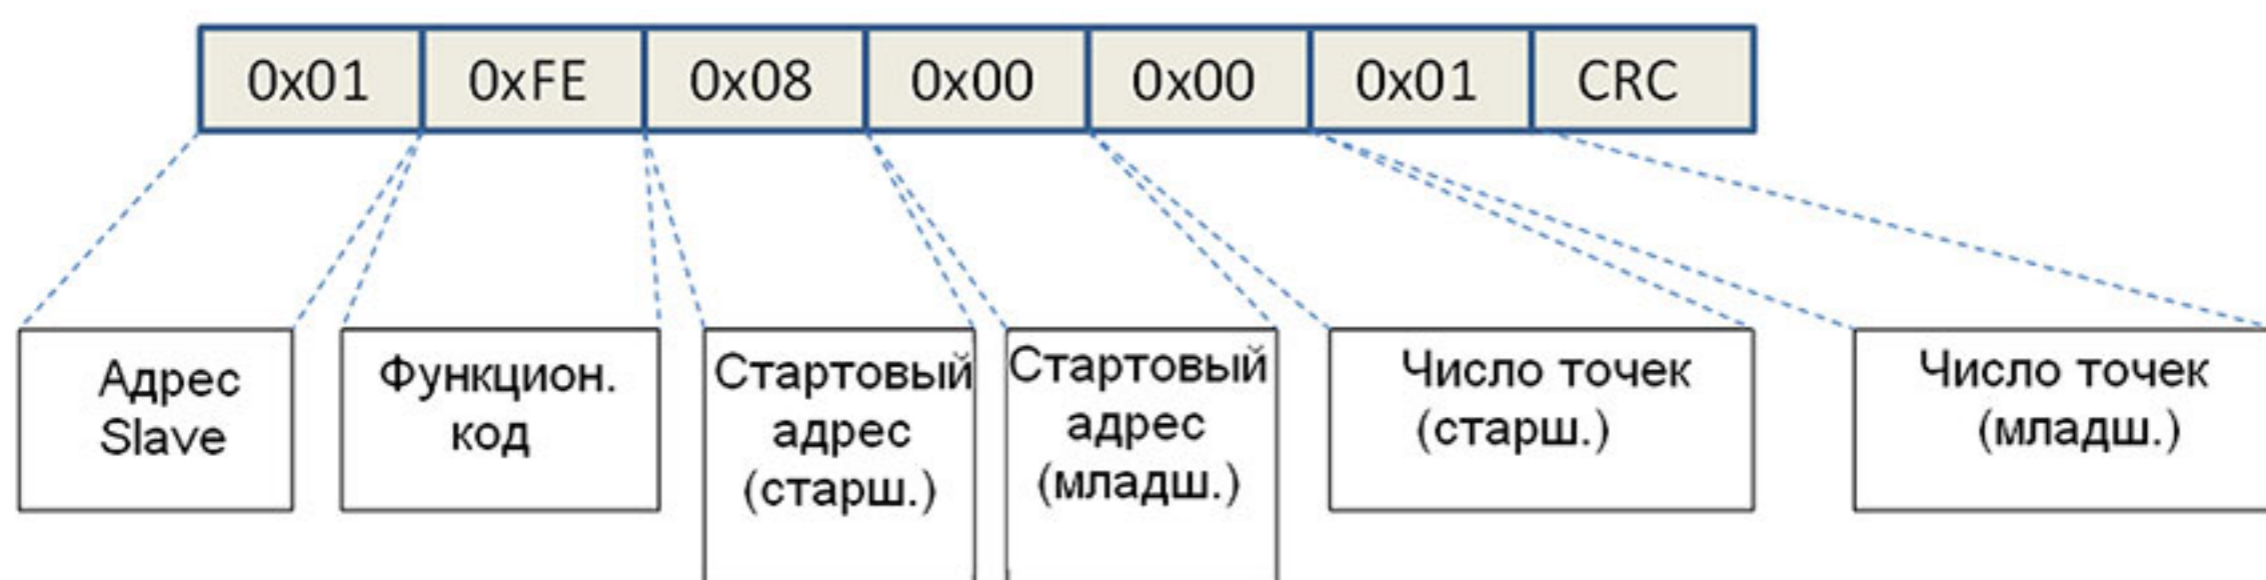 0x01 0xFE 0x08 0x00 0x00 0x01 CRC
Адрес
Slave
Функцион.
код
Стартовый
адрес
(старш.)
Стартовый
адрес
(младш.)
Число точек
(старш.)
Число точек
(младш.)